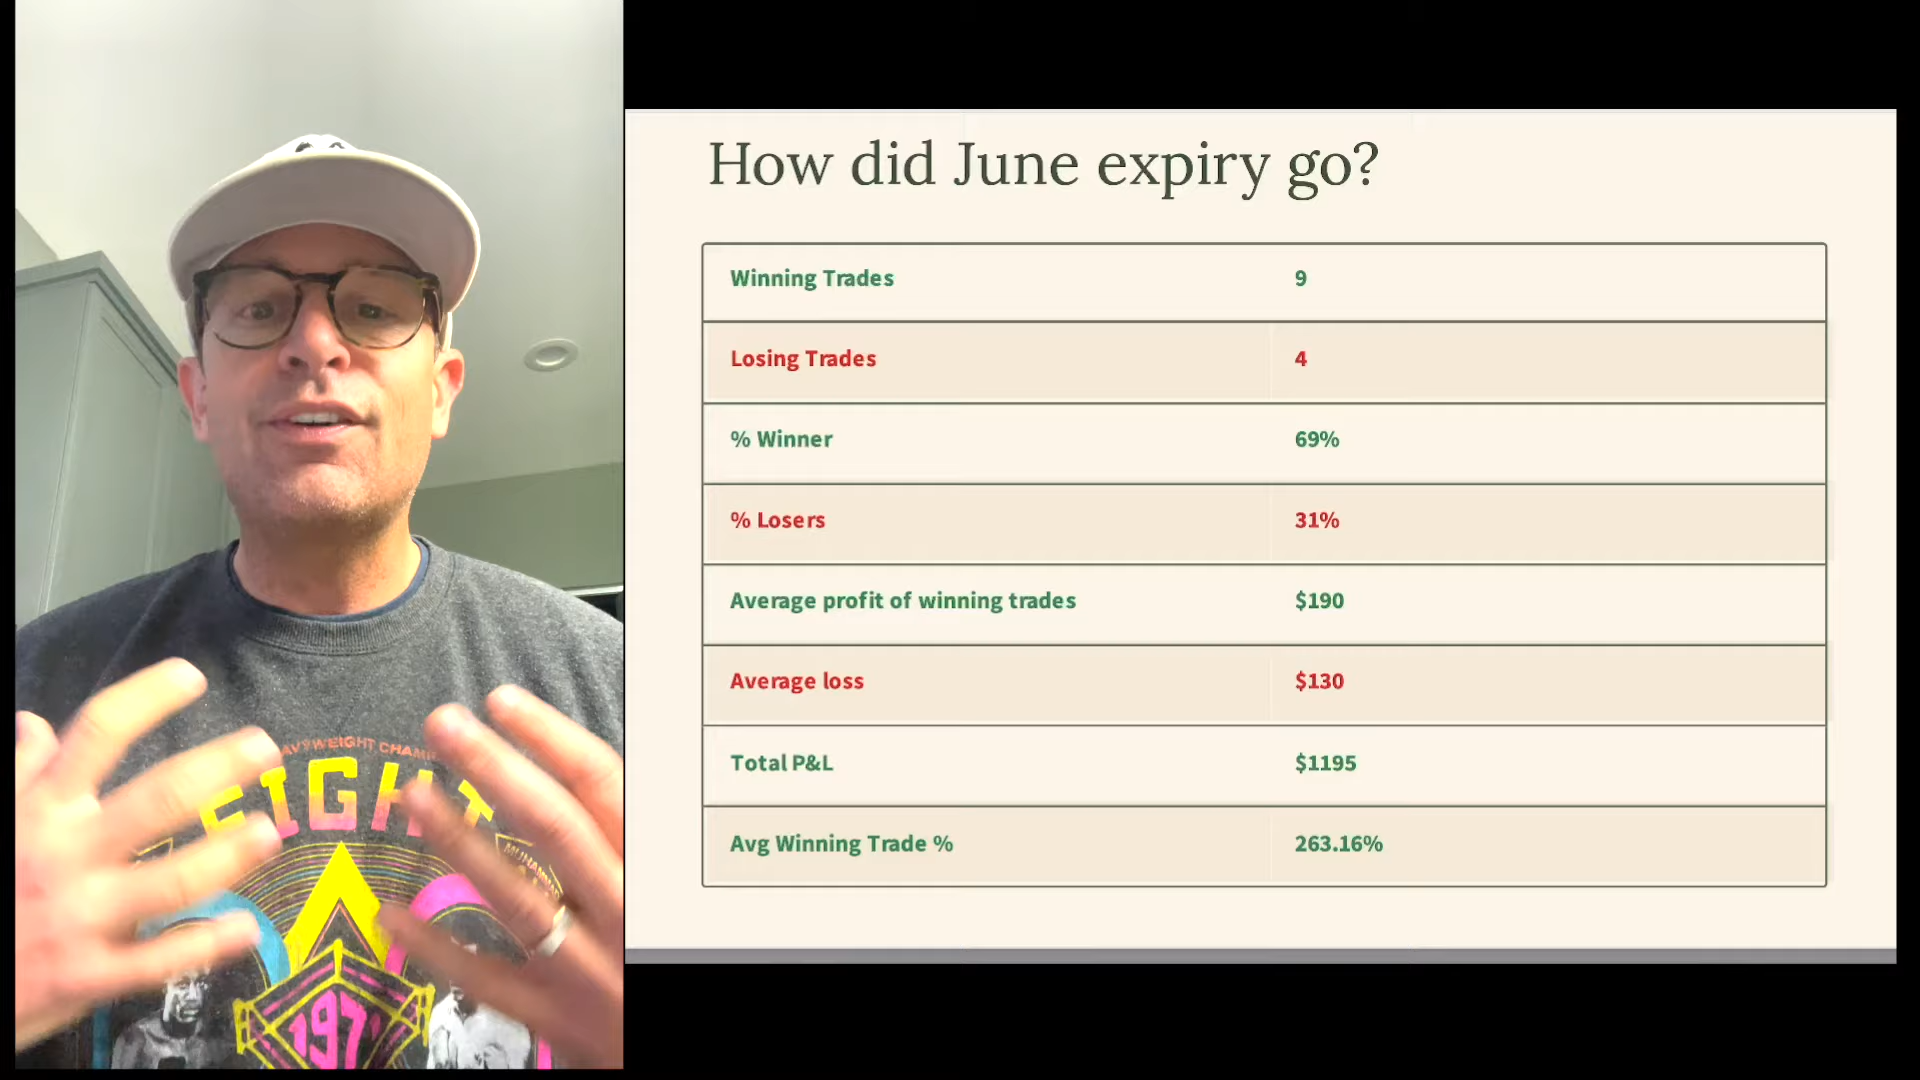 How did June expiry go?
Winning Trades 9
Losing Trades 4
% Winner 69%
% Losers 31%
Average profit of winning trades $190
Average loss $130
Total P&L $1195
Avg Winning Trade % 263.16%
FIGHT